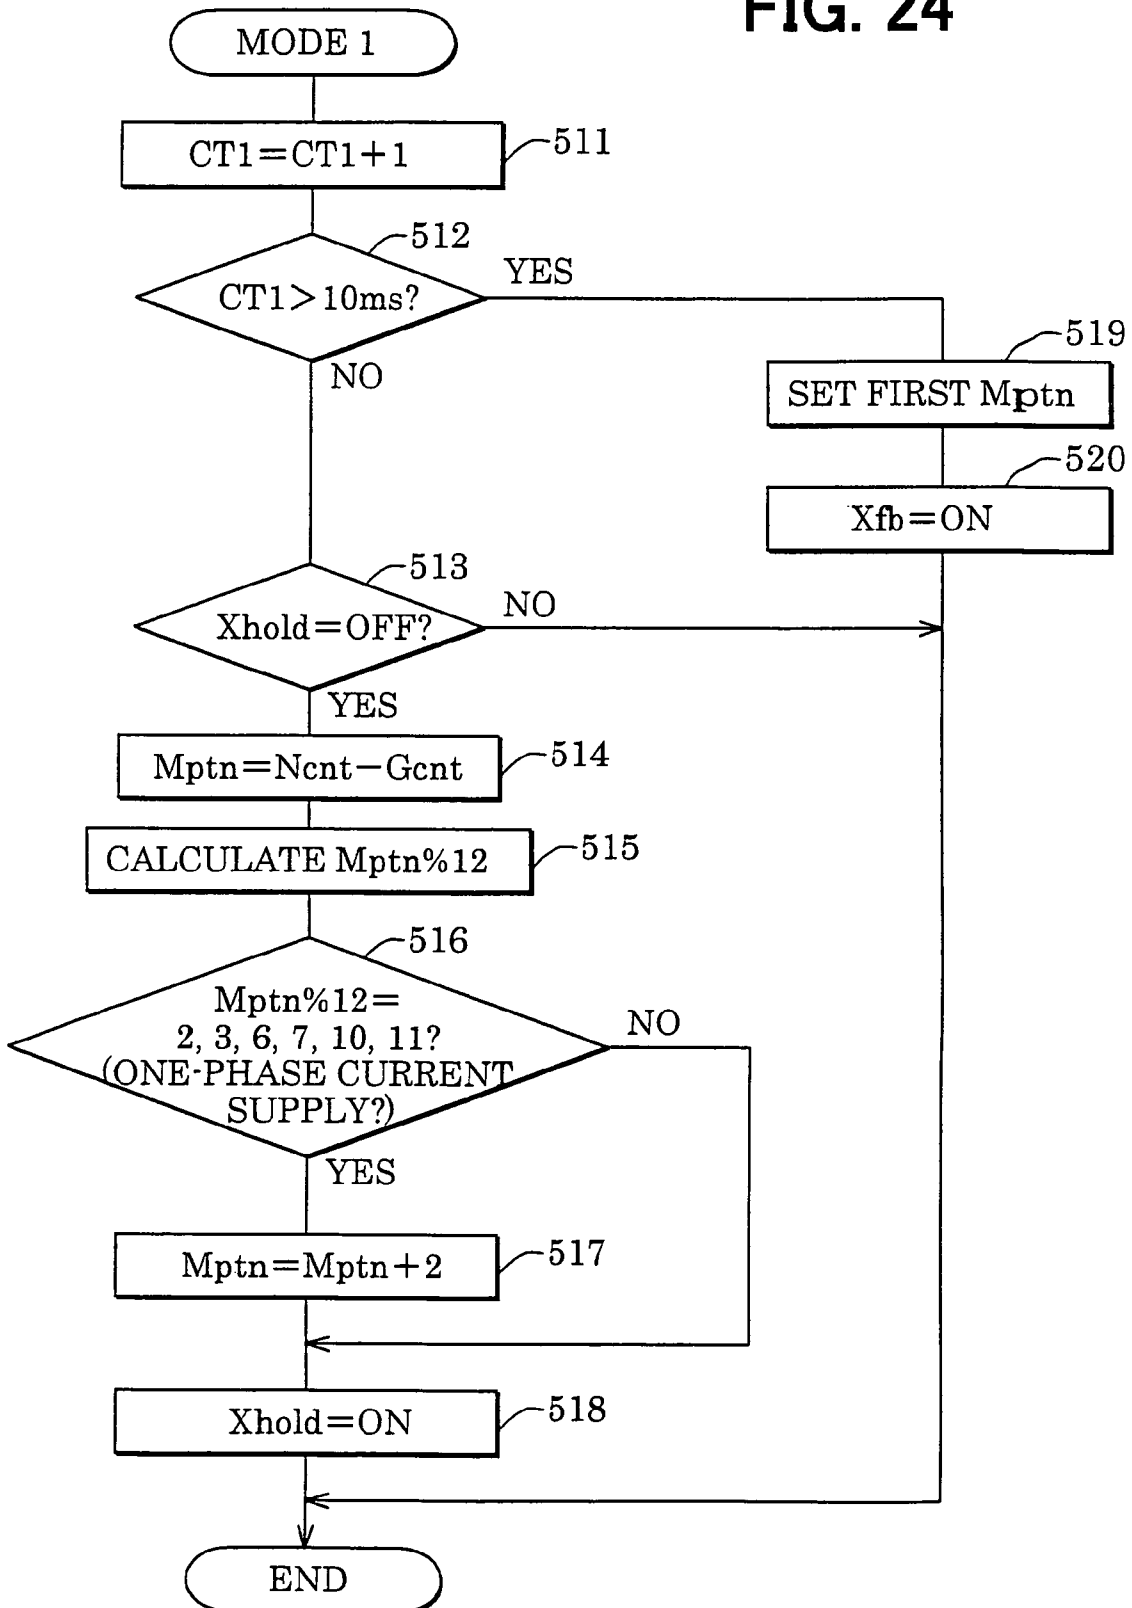 FIG. 24
MODE 1
CT1=CT1+1
511
512
CT1>10ms?
YES
NO
519
SET FIRST Mptn
520
Xfb=ON
513
Xhold=OFF?
NO
YES
Mptn=Ncnt−Gcnt
514
CALCULATE Mptn%12
515
516
Mptn%12=
2, 3, 6, 7, 10, 11?
(ONE-PHASE CURRENT
SUPPLY?)
NO
YES
Mptn=Mptn+2
517
Xhold=ON
518
END